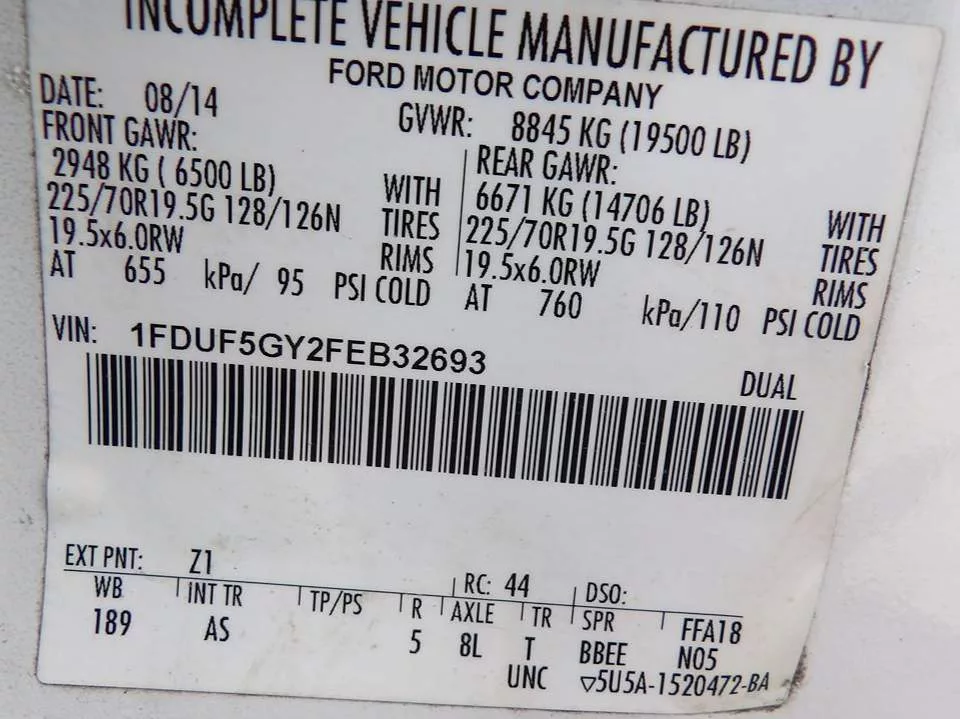 INCOMPLETE VEHICLE MANUFACTURED BY
FORD MOTOR COMPANY
DATE: 08/14 GVWR: 8845 KG (19500 LB)
FRONT GAWR: REAR GAWR:
2948 KG ( 6500 LB) WITH 6671 KG (14706 LB) WITH
225/70R19.5G 128/126N TIRES 225/70R19.5G 128/126N TIRES
19.5x6.0RW RIMS 19.5x6.0RW RIMS
AT 655 kPa/ 95 PSI COLD AT 760 kPa/110 PSI COLD
VIN: 1FDUF5GY2FEB32693
DUAL
EXT PNT: Z1 RC: 44 DSO:
WB INT TR TP/PS R AXLE TR SPR FFA18
189 AS 5 8L T BBEE N05
UNC ▽5U5A-1520472-BA